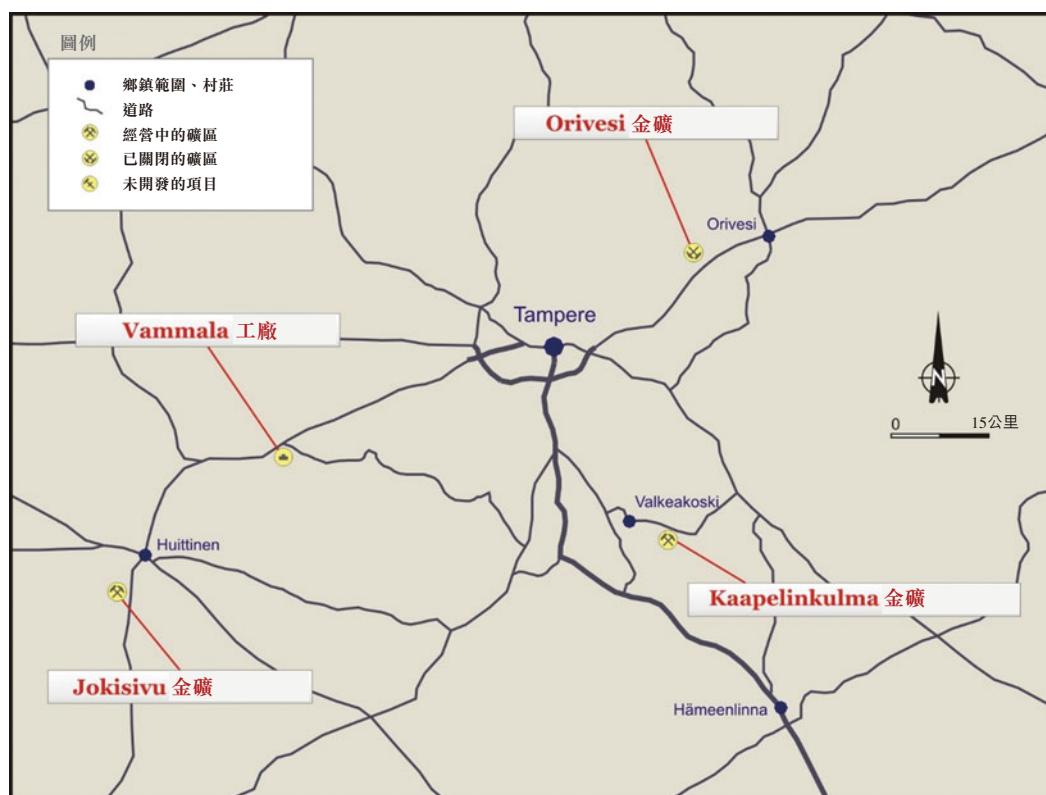 圖例
鄉鎮範圍、村莊
道路
經營中的礦區
已關閉的礦區
未開發的項目
Orivesi 金礦
Orivesi
Tampere
Vammala 工廠
N
0 15公里
Valkeakoski
Huittinen
Kaapelinkulma 金礦
Jokisivu 金礦
Hämeenlinna